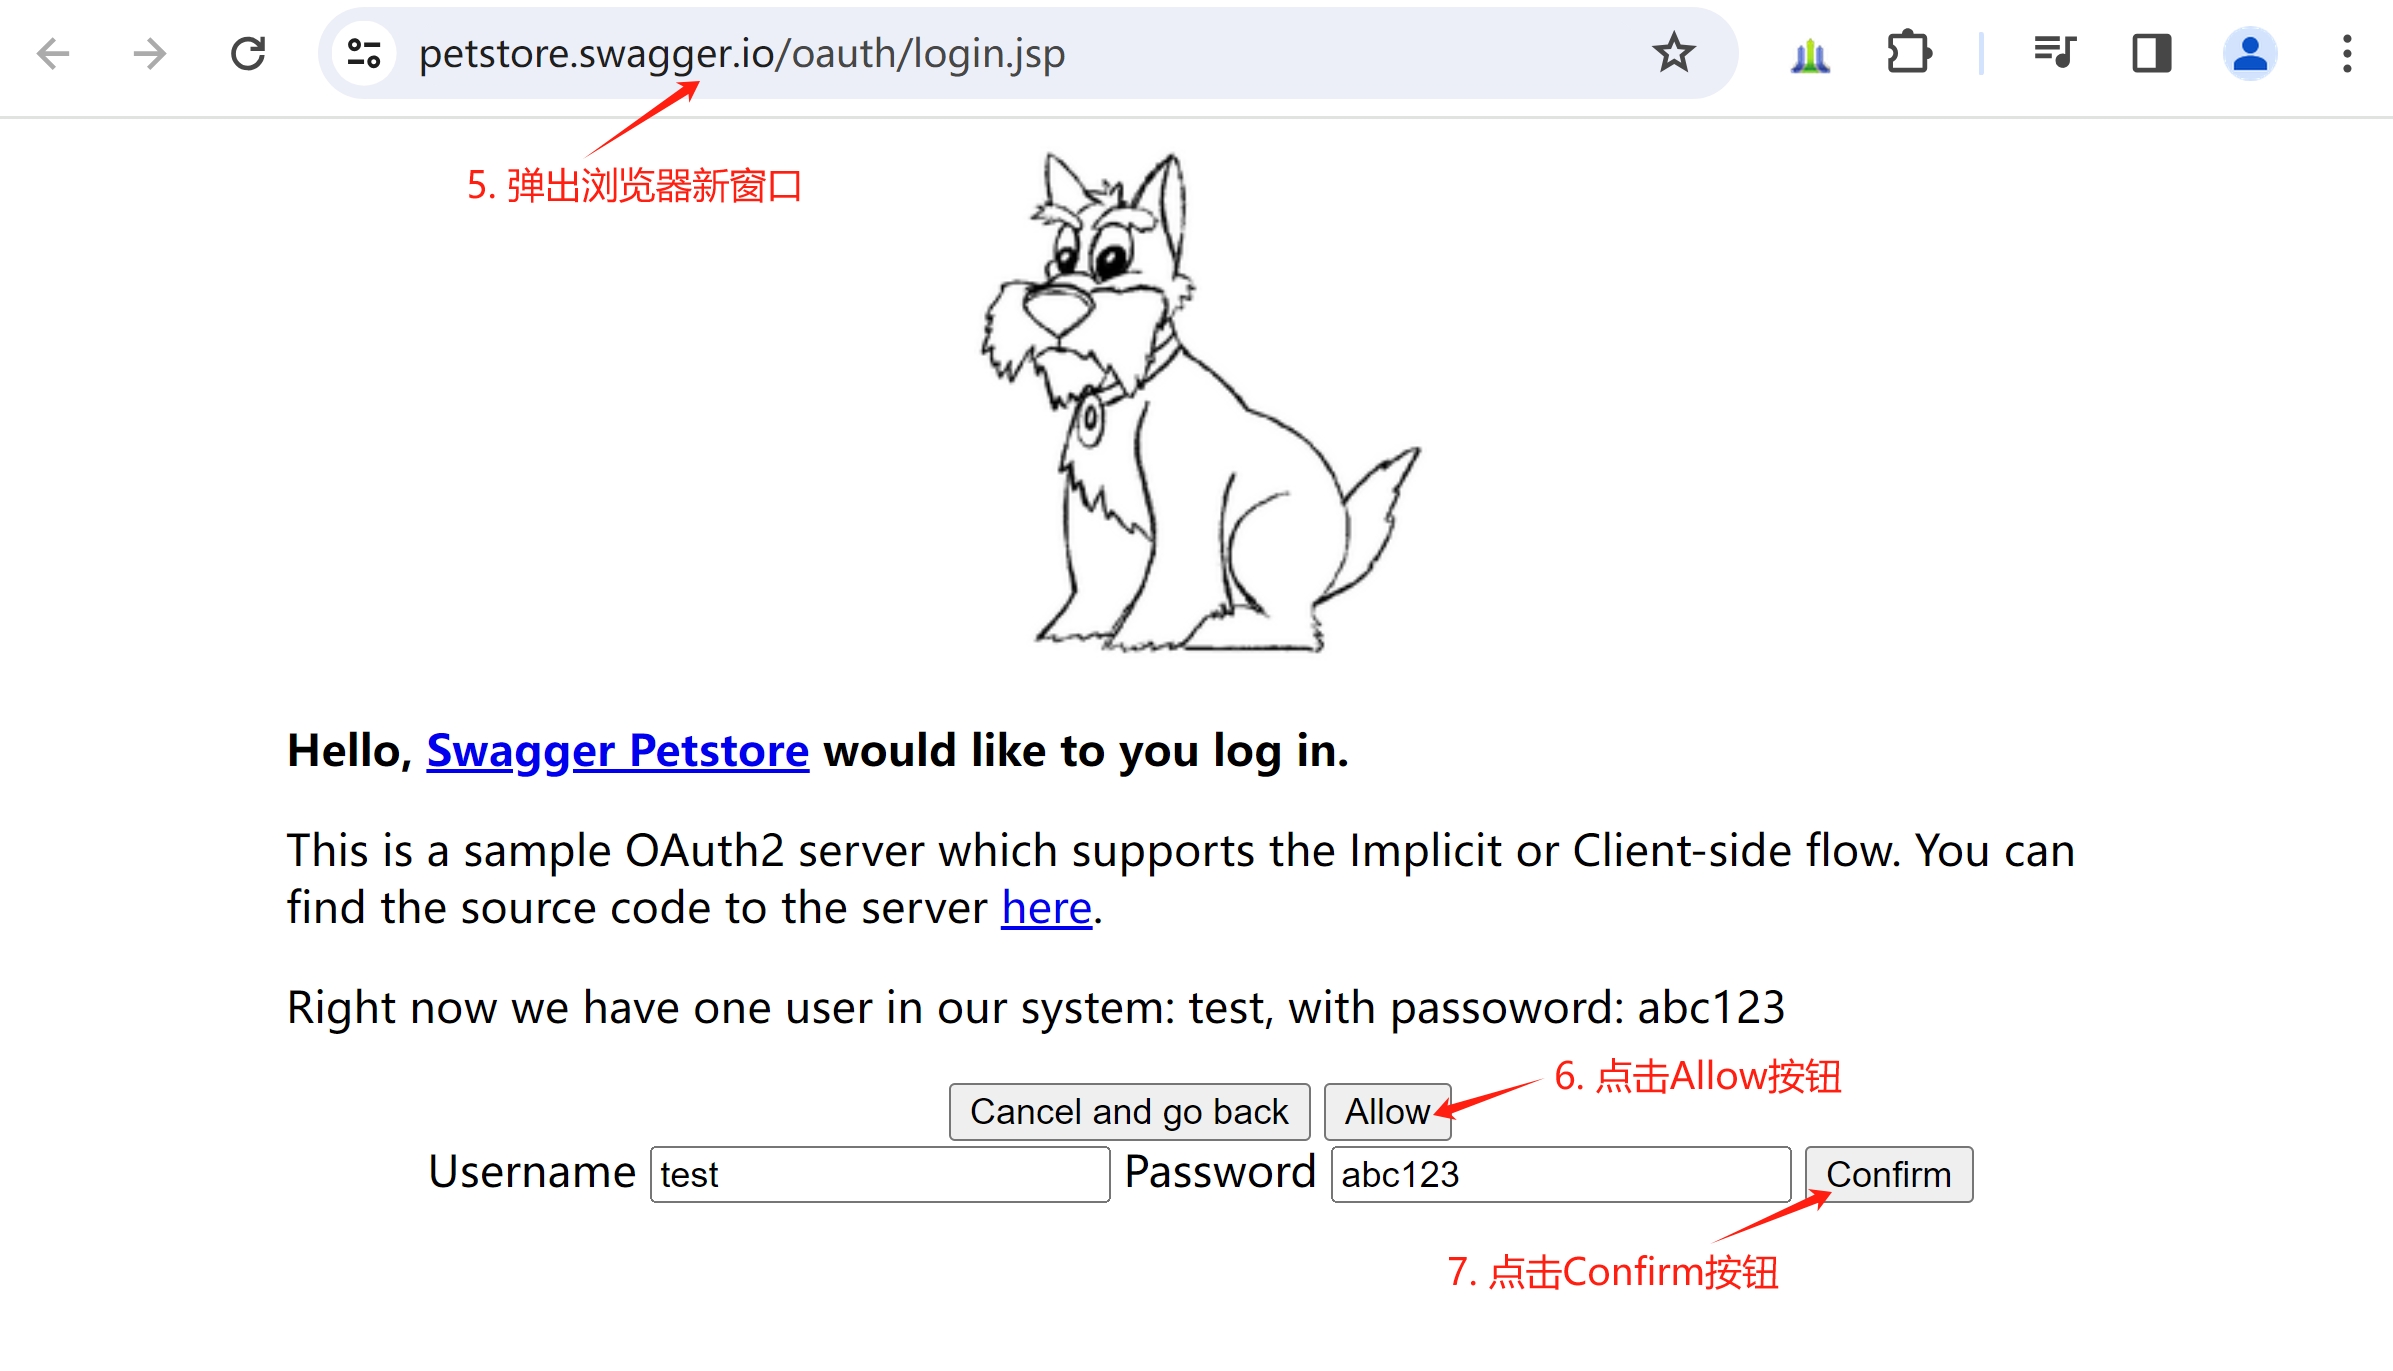 petstore.swagger.io/oauth/login.jsp
5. 弹出浏览器新窗口
Hello, Swagger Petstore would like to you log in.
This is a sample OAuth2 server which supports the Implicit or Client-side flow. You can
find the source code to the server here.
Right now we have one user in our system: test, with passoword: abc123
6. 点击Allow按钮
Cancel and go back Allow
Username test Password abc123 Confirm
7. 点击Confirm按钮